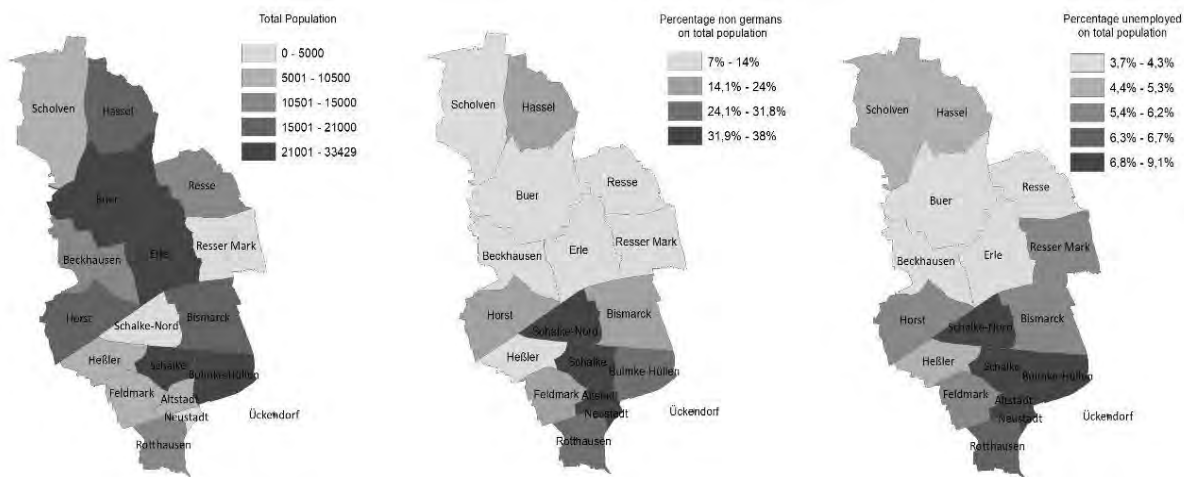 Total Population
0 - 5000
5001 - 10500
10501 - 15000
15001 - 21000
21001 - 33429
Scholven
Hassel
Buer
Resse
Resser Mark
Erle
Beckhausen
Horst
Schalke-Nord
Bismarck
Heßler
Schalke
Bulmke-Hüllen
Feldmark
Altstadt
Neustadt
Ückendorf
Rotthausen
Percentage non germans
on total population
7% - 14%
14,1% - 24%
24,1% - 31,8%
31,9% - 38%
Scholven
Hassel
Buer
Resse
Resser Mark
Erle
Beckhausen
Horst
Schalke-Nord
Bismarck
Heßler
Schalke
Bulmke-Hüllen
Feldmark
Altstadt
Neustadt
Ückendorf
Rotthausen
Percentage unemployed
on total population
3,7% - 4,3%
4,4% - 5,3%
5,4% - 6,2%
6,3% - 6,7%
6,8% - 9,1%
Scholven
Hassel
Buer
Resse
Resser Mark
Erle
Beckhausen
Horst
Schalke-Nord
Bismarck
Heßler
Schalke
Bulmke-Hüllen
Feldmark
Altstadt
Neustadt
Ückendorf
Rotthausen